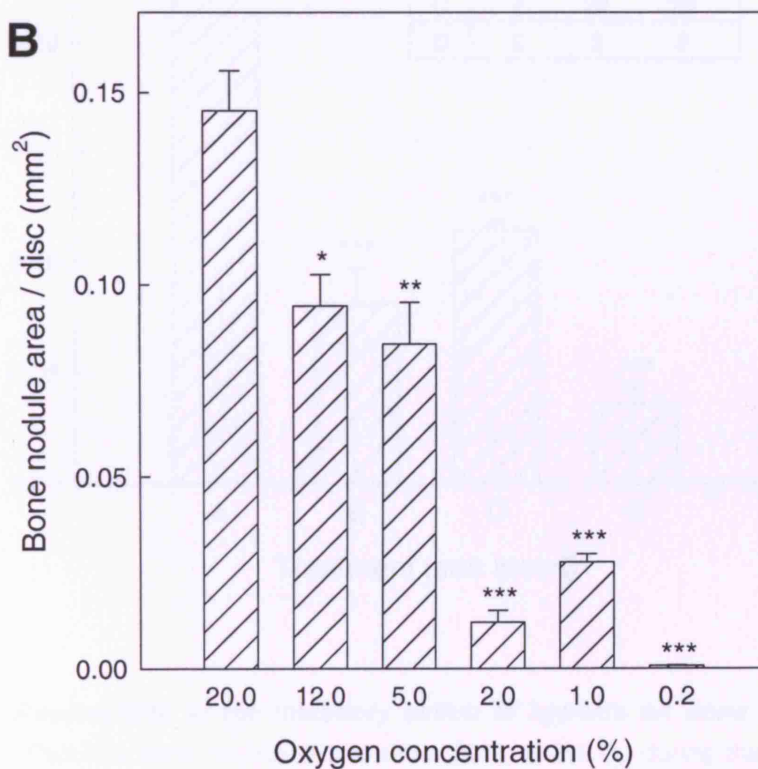 B
Bone nodule area / disc (mm²)
0.15
0.10
0.05
0.00
*
**
***
***
***
20.0 12.0 5.0 2.0 1.0 0.2
Oxygen concentration (%)